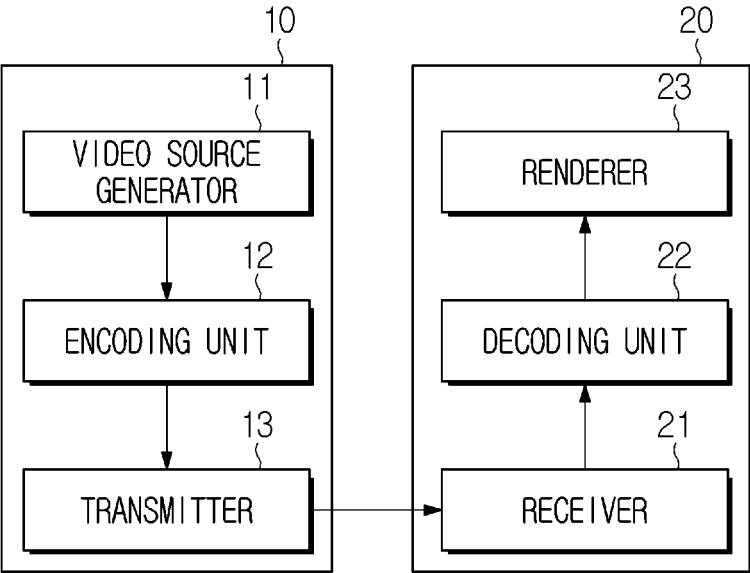 10
11
VIDEO SOURCE
GENERATOR
12
ENCODING UNIT
13
TRANSMITTER
20
23
RENDERER
22
DECODING UNIT
21
RECEIVER